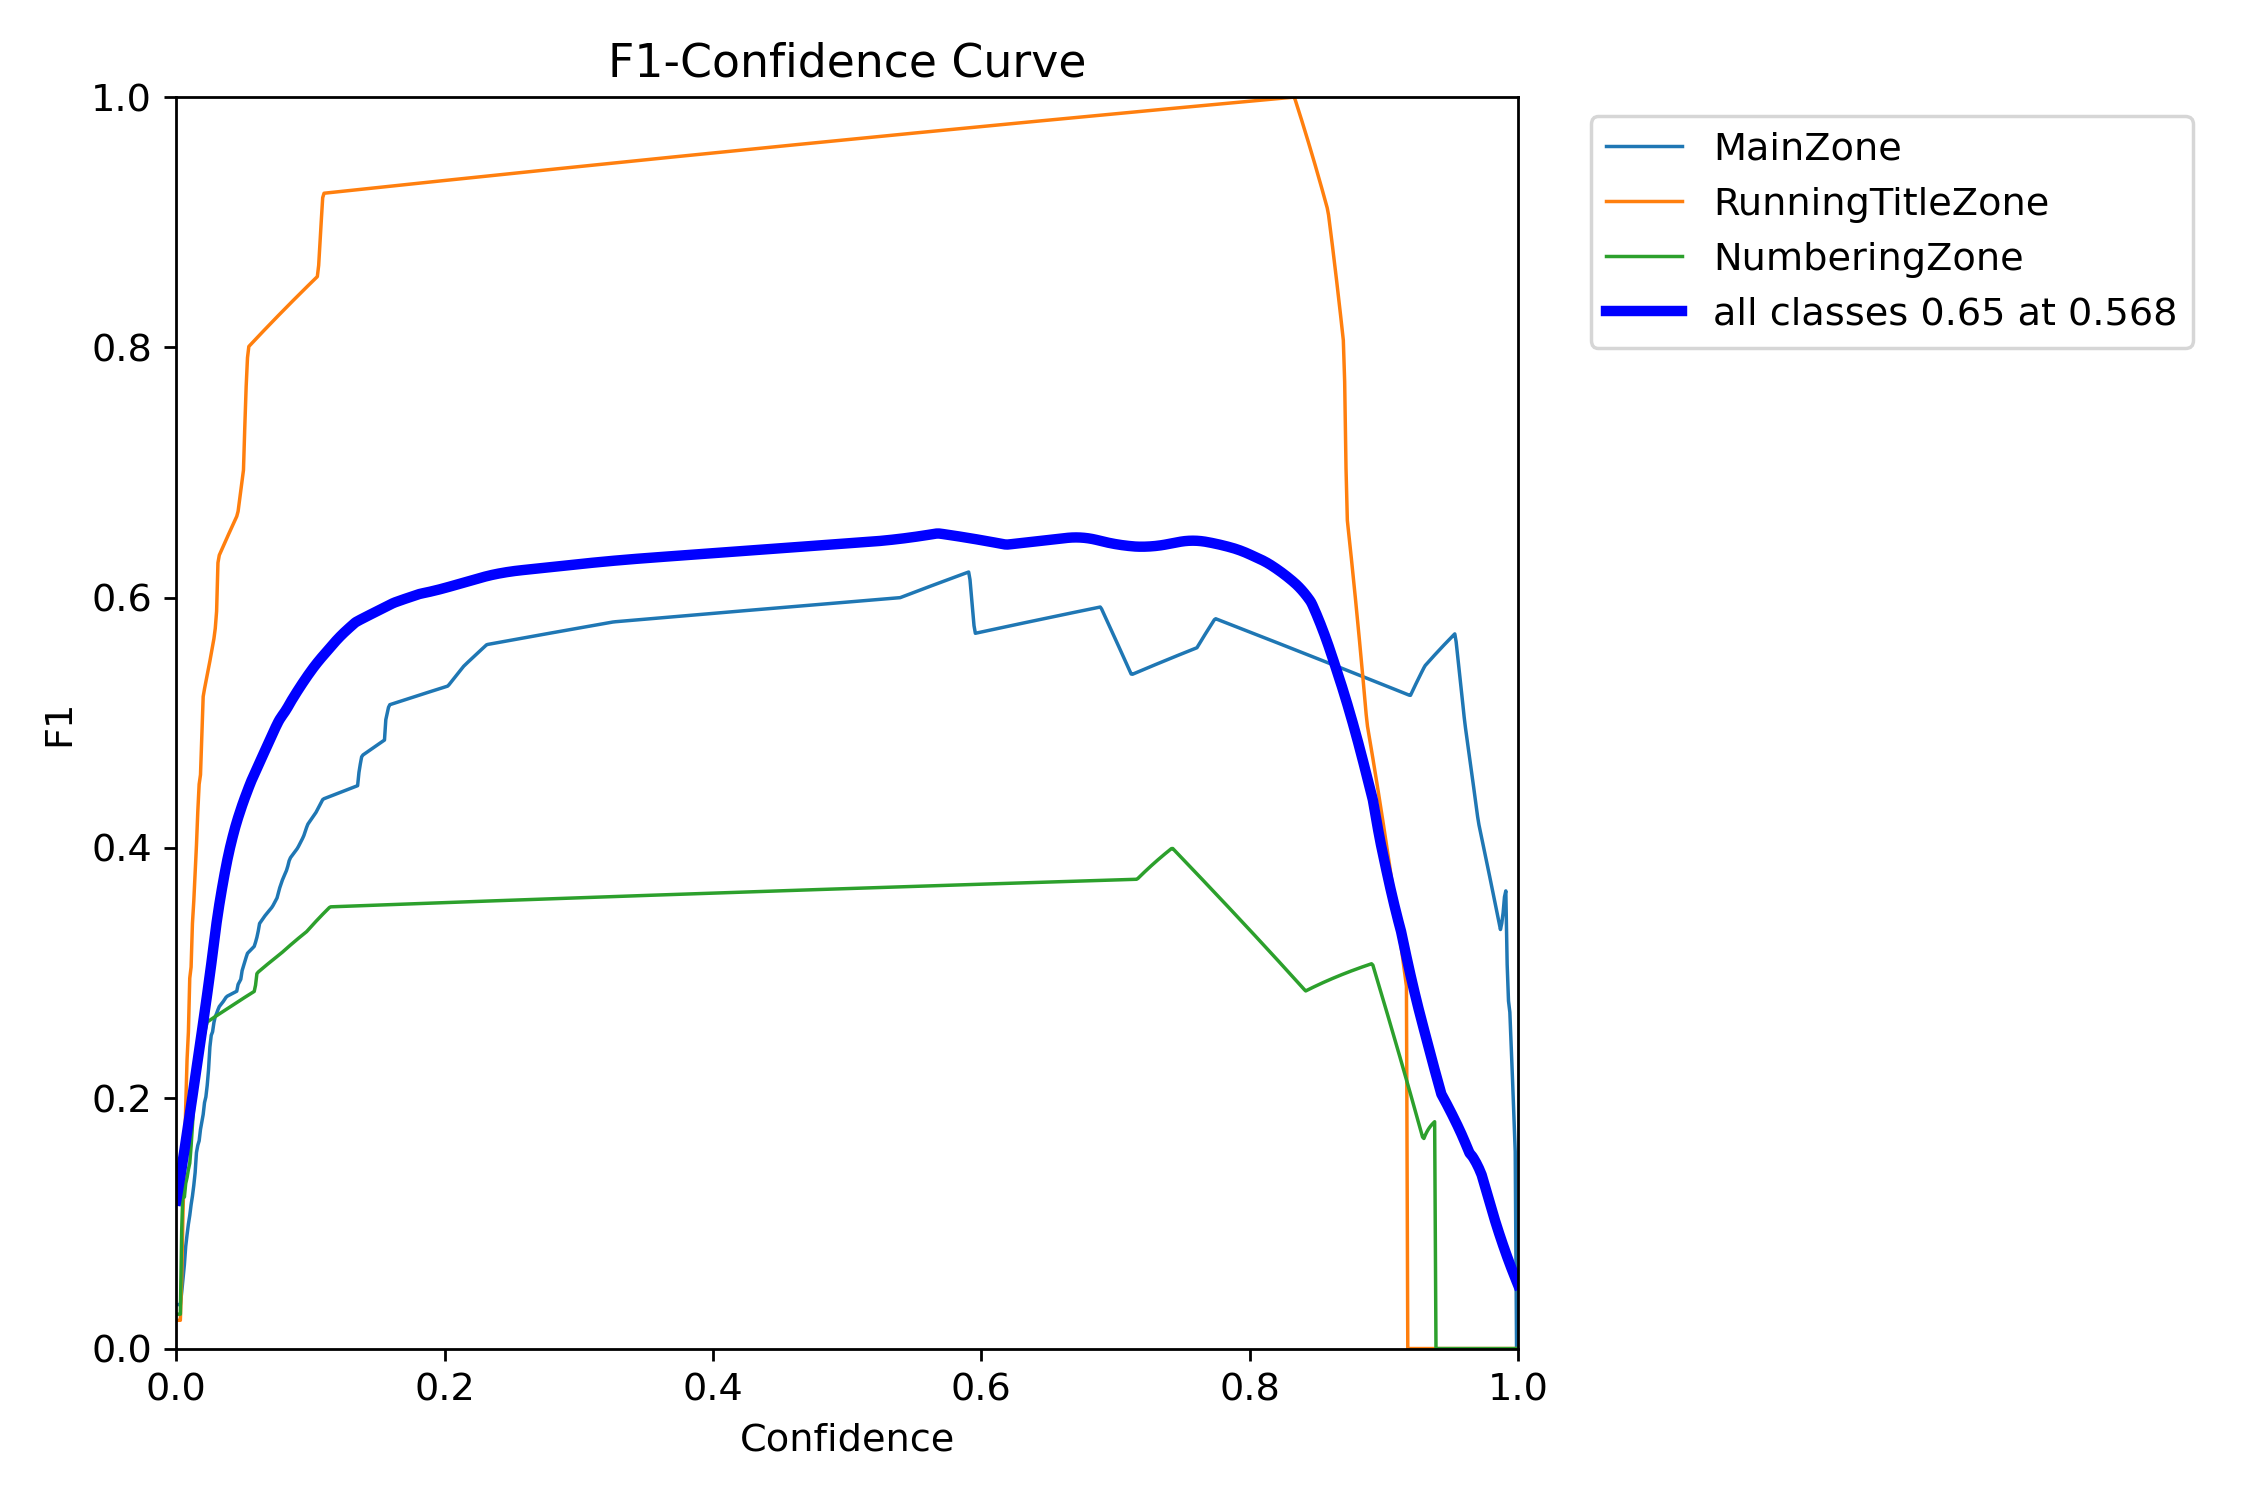 F1-Confidence Curve
1.0
0.8
0.6
0.4
0.2
0.0
F1
0.0 0.2 0.4 0.6 0.8 1.0
Confidence
MainZone
RunningTitleZone
NumberingZone
all classes 0.65 at 0.568